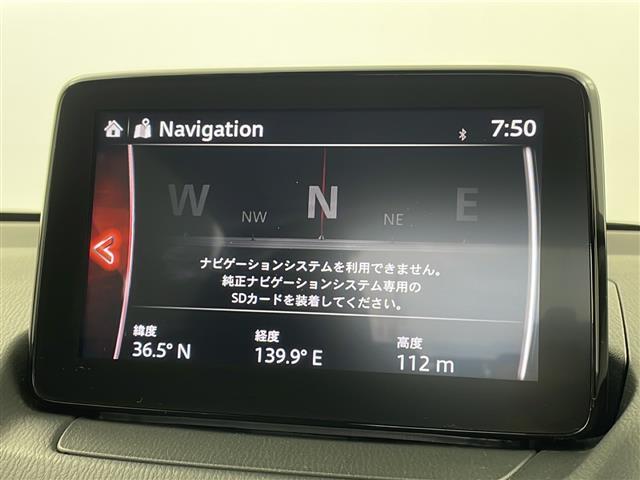 Navigation 7:50
W NW N NE E
ナビゲーションシステムを利用できません。
純正ナビゲーションシステム専用の
SDカードを装着してください。
緯度 経度 高度
36.5° N 139.9° E 112 m